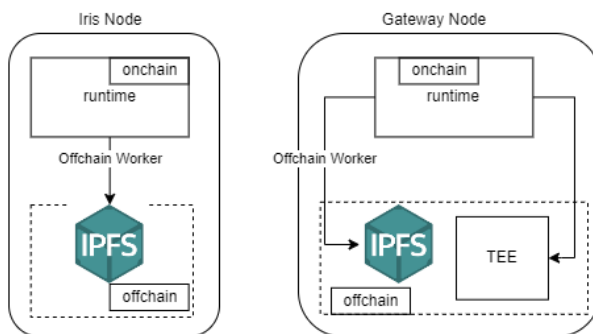 Iris Node
onchain
runtime
Offchain Worker
IPFS
offchain
Gateway Node
onchain
runtime
Offchain Worker
IPFS
TEE
offchain